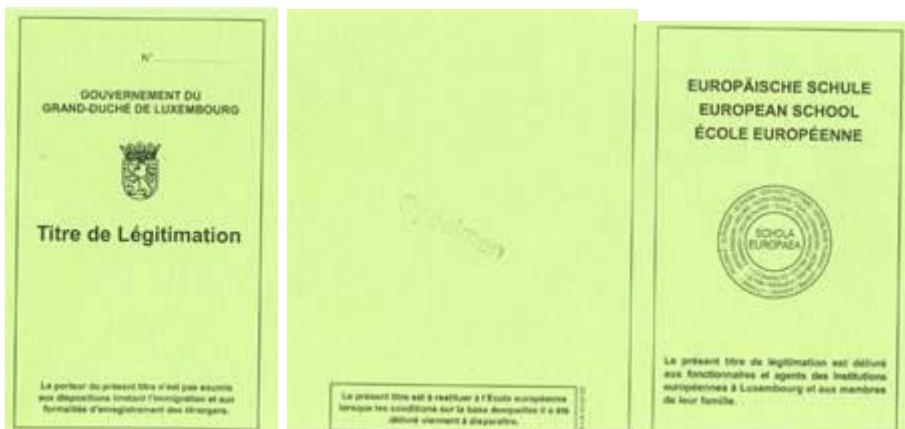 N°
GOUVERNEMENT DU
GRAND-DUCHÉ DE LUXEMBOURG
Titre de Légitimation
Le porteur du présent titre n'est pas soumis
aux dispositions limitant l'immigration et aux
formalités d'enregistrement des étrangers.
Specimen
Le présent titre est à restituer à l'École européenne
lorsque les conditions sur la base desquelles il a été
délivré viennent à disparaître.
EUROPÄISCHE SCHULE
EUROPEAN SCHOOL
ÉCOLE EUROPÉENNE
SCHOLA
EUROPAEA
Le présent titre de légitimation est délivré
aux fonctionnaires et agents des institutions
européennes à Luxembourg et aux membres
de leur famille.